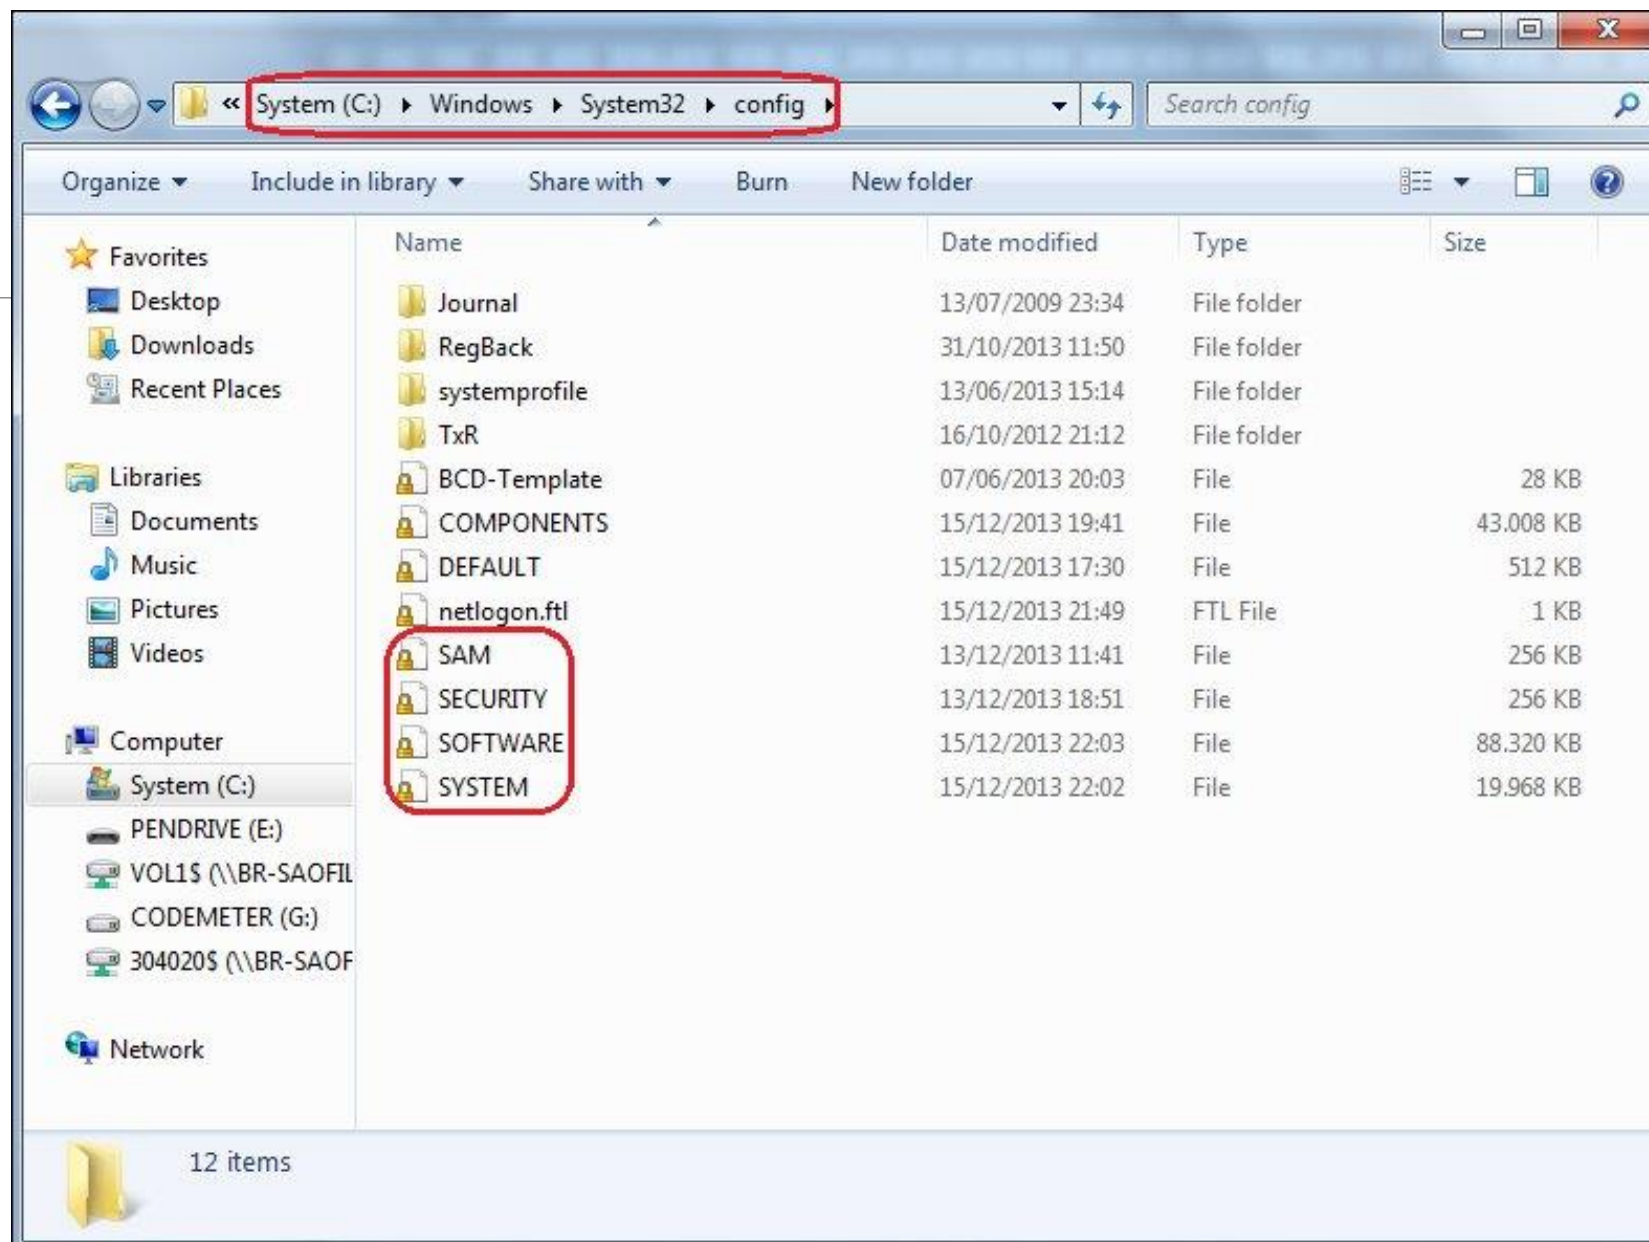 « System (C:) Windows System32 config
Search config
Organize Include in library Share with Burn New folder
Name Date modified Type Size
Favorites
Desktop
Downloads
Recent Places
Libraries
Documents
Music
Pictures
Videos
Computer
System (C:)
PENDRIVE (E:)
VOL1$ (\\BR-SAOFIL
CODEMETER (G:)
304020$ (\\BR-SAOF
Network
Journal 13/07/2009 23:34 File folder
RegBack 31/10/2013 11:50 File folder
systemprofile 13/06/2013 15:14 File folder
TxR 16/10/2012 21:12 File folder
BCD-Template 07/06/2013 20:03 File 28 KB
COMPONENTS 15/12/2013 19:41 File 43.008 KB
DEFAULT 15/12/2013 17:30 File 512 KB
netlogon.ftl 15/12/2013 21:49 FTL File 1 KB
SAM 13/12/2013 11:41 File 256 KB
SECURITY 13/12/2013 18:51 File 256 KB
SOFTWARE 15/12/2013 22:03 File 88.320 KB
SYSTEM 15/12/2013 22:02 File 19.968 KB
12 items